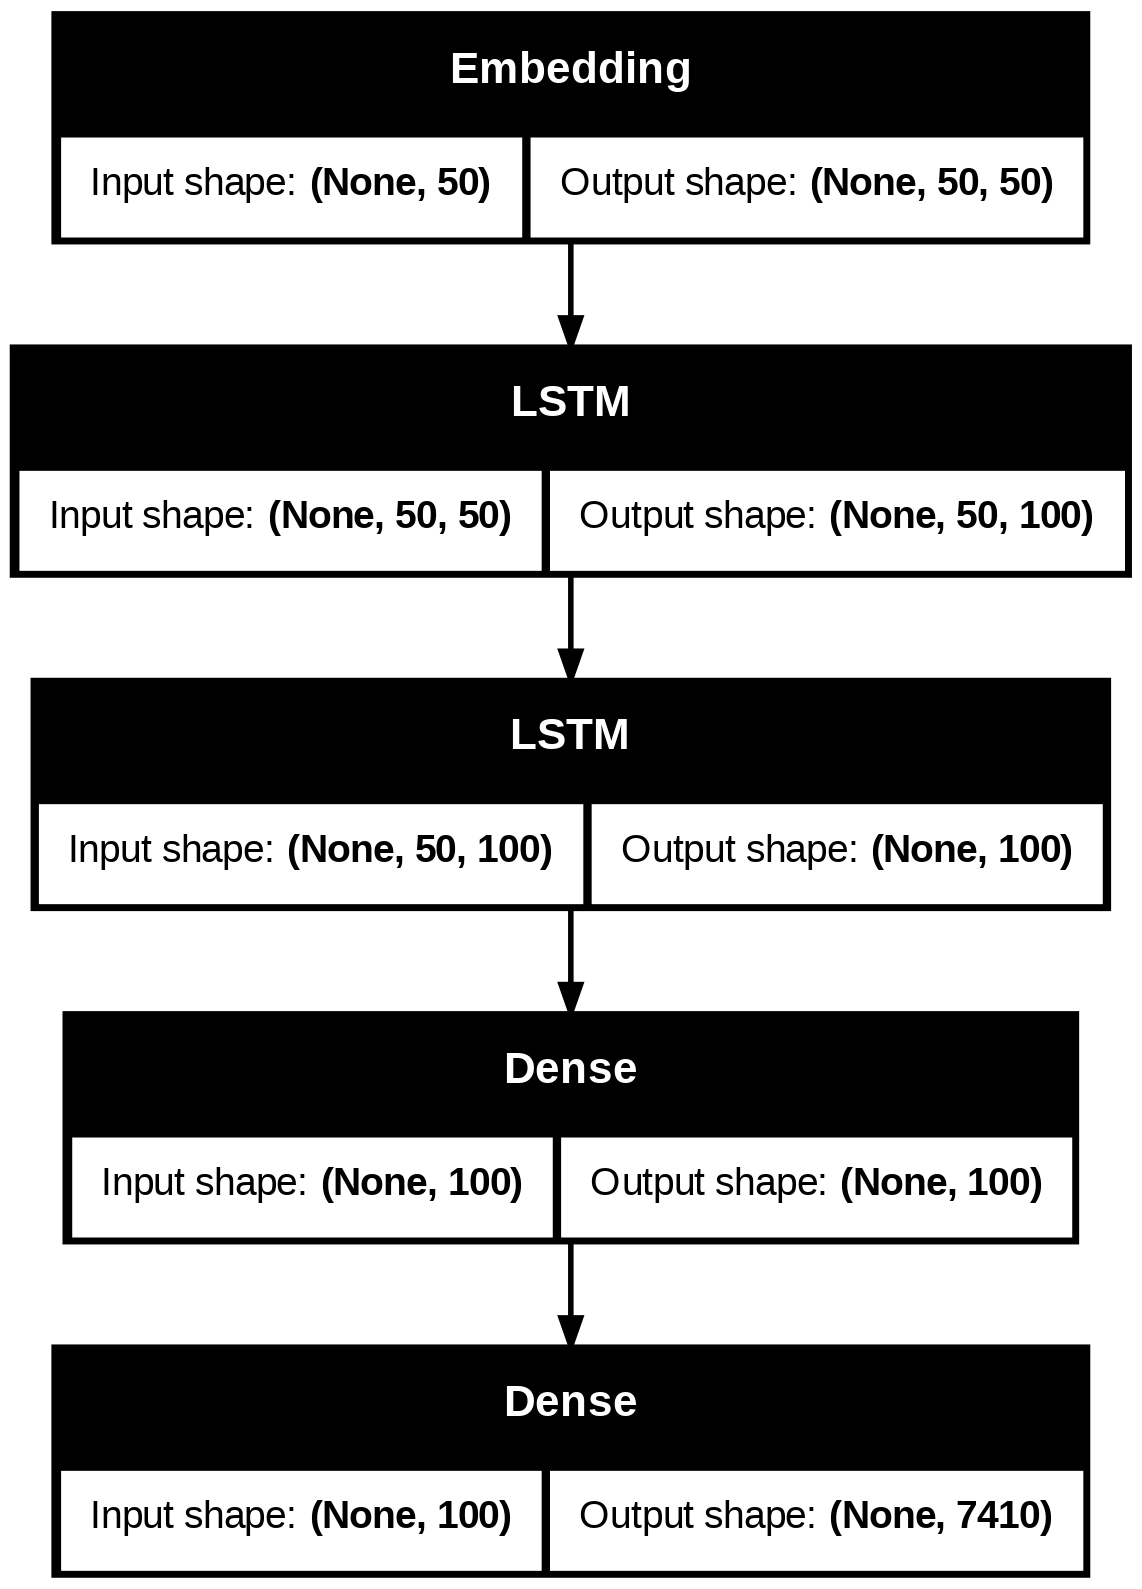 Embedding
Input shape: (None, 50) Output shape: (None, 50, 50)
LSTM
Input shape: (None, 50, 50) Output shape: (None, 50, 100)
LSTM
Input shape: (None, 50, 100) Output shape: (None, 100)
Dense
Input shape: (None, 100) Output shape: (None, 100)
Dense
Input shape: (None, 100) Output shape: (None, 7410)